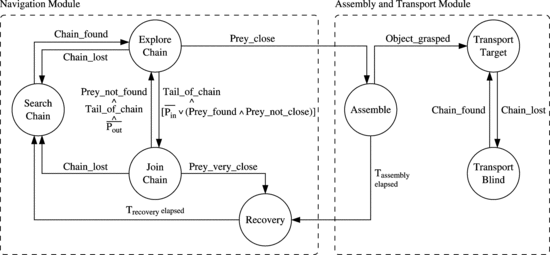 Navigation Module
Assembly and Transport Module
Chain_found
Explore
Chain
Prey_close
Object_grasped
Transport
Target
Chain_lost
Prey_not_found
^
Tail_of_chain
^
P̅out
Tail_of_chain
^
[P̅in ∨ (Prey_found ∧ Prey_not_close)]
Search
Chain
Assemble
Chain_found
Chain_lost
Chain_lost
Join
Chain
Prey_very_close
Tassembly
elapsed
Transport
Blind
Trecovery elapsed
Recovery